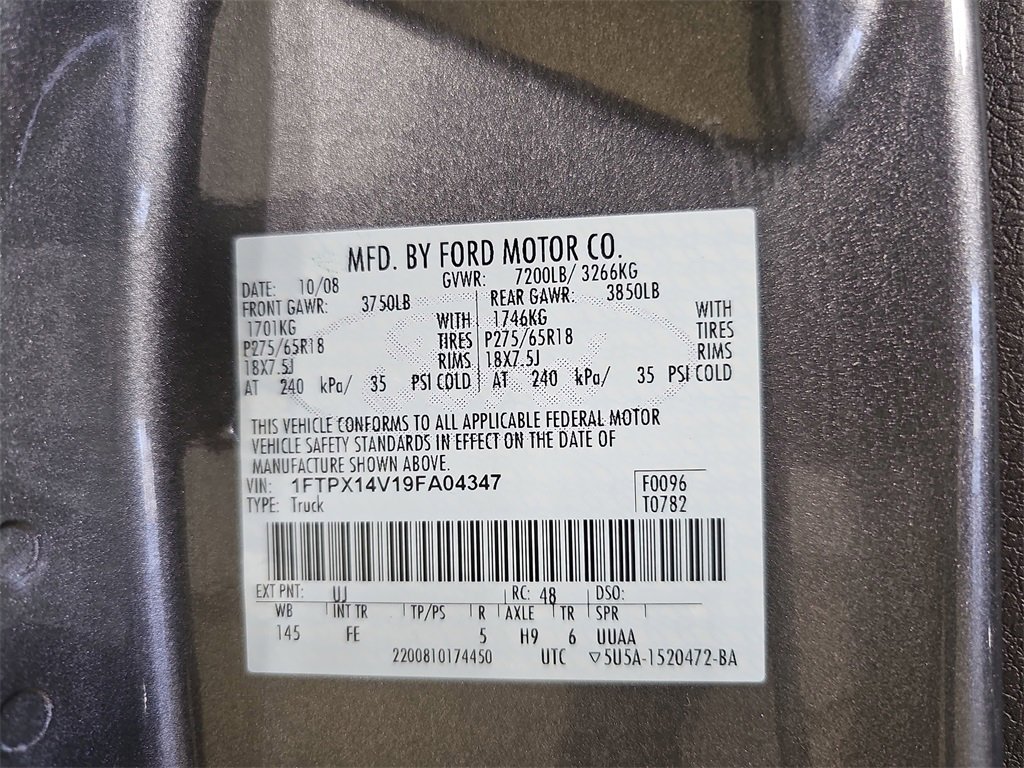 MFD. BY FORD MOTOR CO.
DATE: 10/08 GVWR: 7200LB/ 3266KG
FRONT GAWR: 3750LB REAR GAWR: 3850LB
1701KG WITH 1746KG WITH
P275/65R18 TIRES P275/65R18 TIRES
18X7.5J RIMS 18X7.5J RIMS
AT 240 kPa/ 35 PSI COLD AT 240 kPa/ 35 PSI COLD
THIS VEHICLE CONFORMS TO ALL APPLICABLE FEDERAL MOTOR
VEHICLE SAFETY STANDARDS IN EFFECT ON THE DATE OF
MANUFACTURE SHOWN ABOVE.
VIN: 1FTPX14V19FA04347 F0096
TYPE: Truck T0782
EXT PNT: UJ RC: 48 DSO:
WB INT TR TP/PS R AXLE TR SPR
145 FE 5 H9 6 UUAA
2200810174450 UTC ▽5U5A-1520472-BA